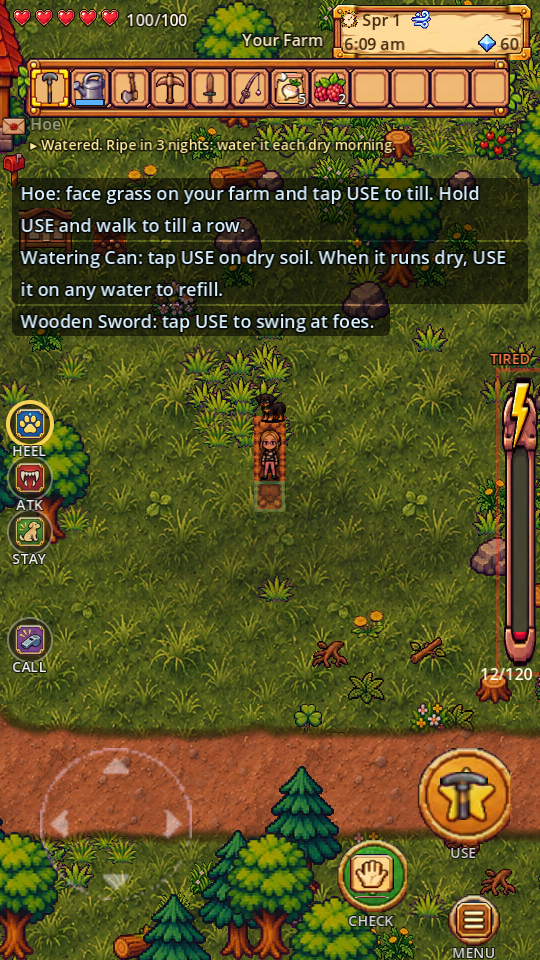 100/100
Spr 1
Your Farm
6:09 am
60
5
2
Hoe
▸ Watered. Ripe in 3 nights: water it each dry morning.
Hoe: face grass on your farm and tap USE to till. Hold
USE and walk to till a row.
Watering Can: tap USE on dry soil. When it runs dry, USE
it on any water to refill.
Wooden Sword: tap USE to swing at foes.
TIRED
HEEL
ATK
STAY
CALL
12/120
USE
CHECK
MENU